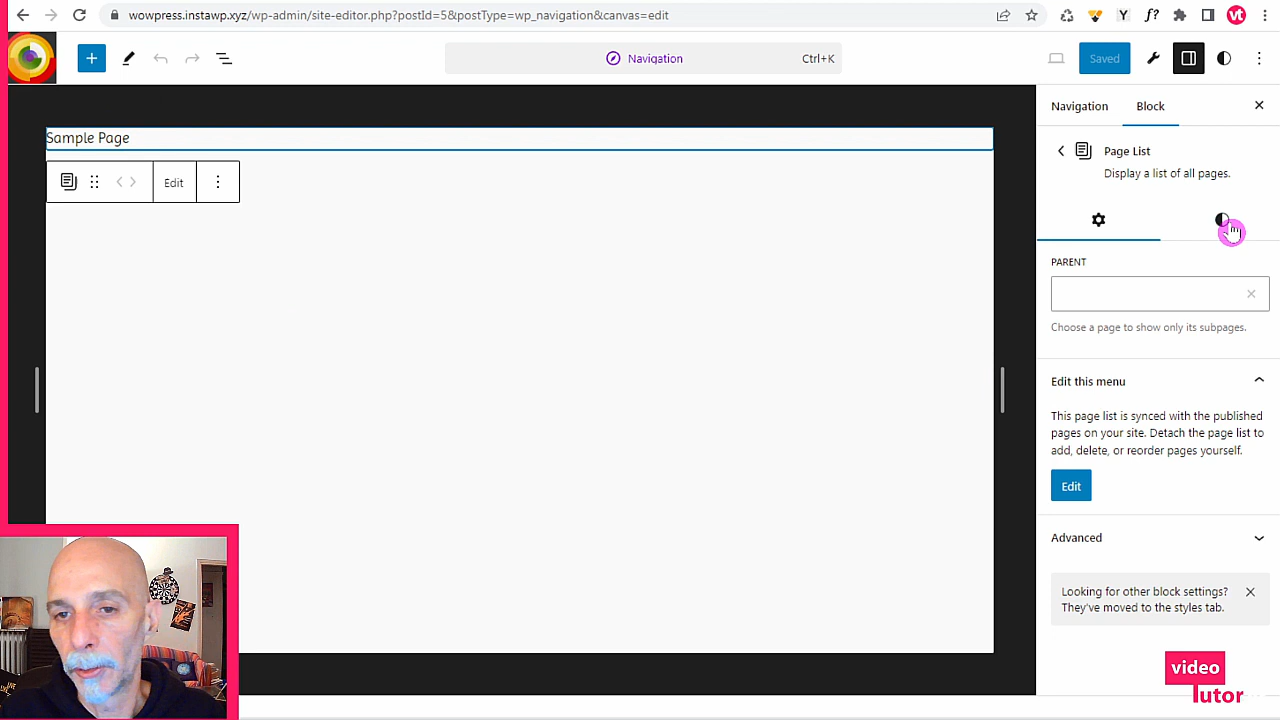 wowpress.instawp.xyz/wp-admin/site-editor.php?postId=5&postType=wp_navigation&canvas=edit
Y
f?
vt
Navigation
Ctrl+K
Saved
Navigation
Block
Sample Page
Page List
Display a list of all pages.
Edit
PARENT
Choose a page to show only its subpages.
Edit this menu
This page list is synced with the published
pages on your site. Detach the page list to
add, delete, or reorder pages yourself.
Edit
Advanced
Looking for other block settings?
They've moved to the styles tab.
video